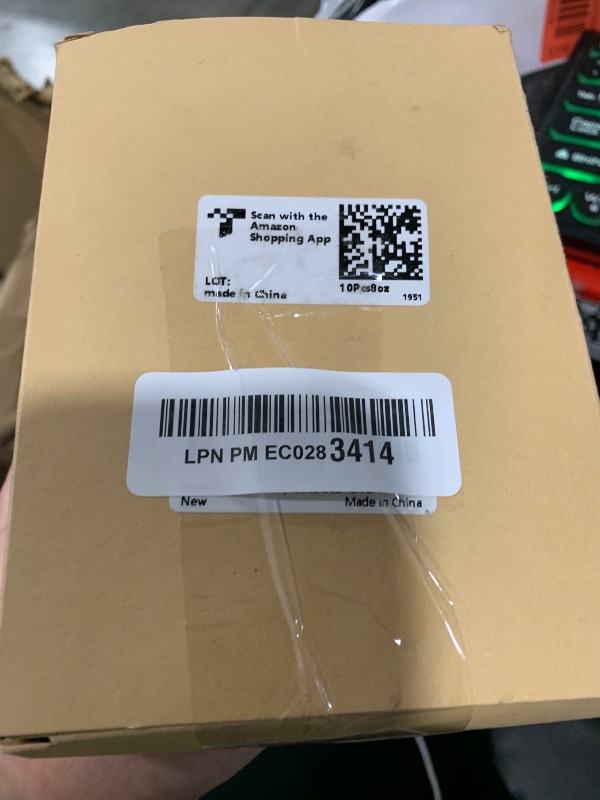 Scan with the
Amazon
Shopping App
LOT:
made in China
10Pcs8oz
1951
LPN PM EC0283414
New
Made in China